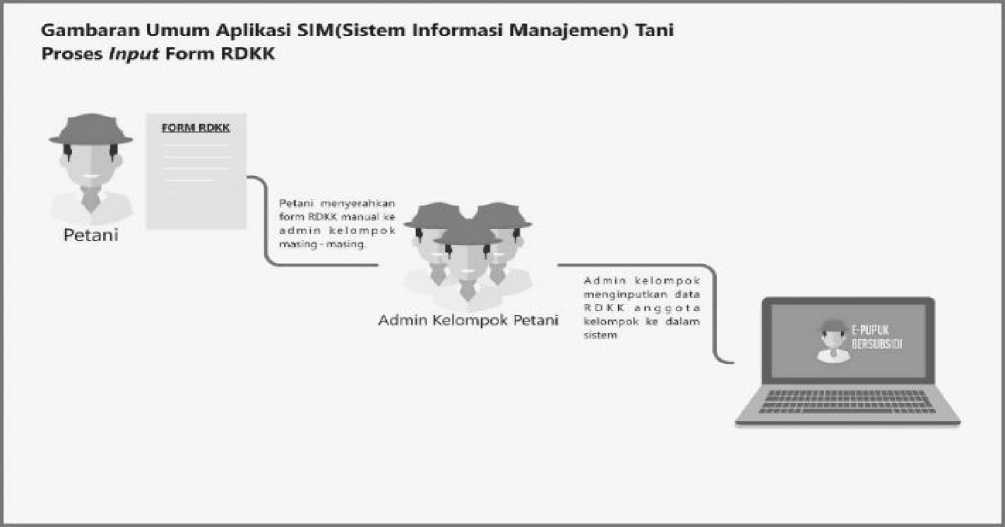 Gambaran Umum Aplikasi SIM(Sistem Informasi Manajemen) Tani
Proses Input Form RDKK
FORM RDKK
Petani
Petani menyerahkan
form RDKK manual ke
admin kelompok
masing - masing.
Admin Kelompok Petani
Admin kelompok
menginputkan data
RDKK anggota
kelompok ke dalam
sistem
E-PUPUK
BERSUBSIDI